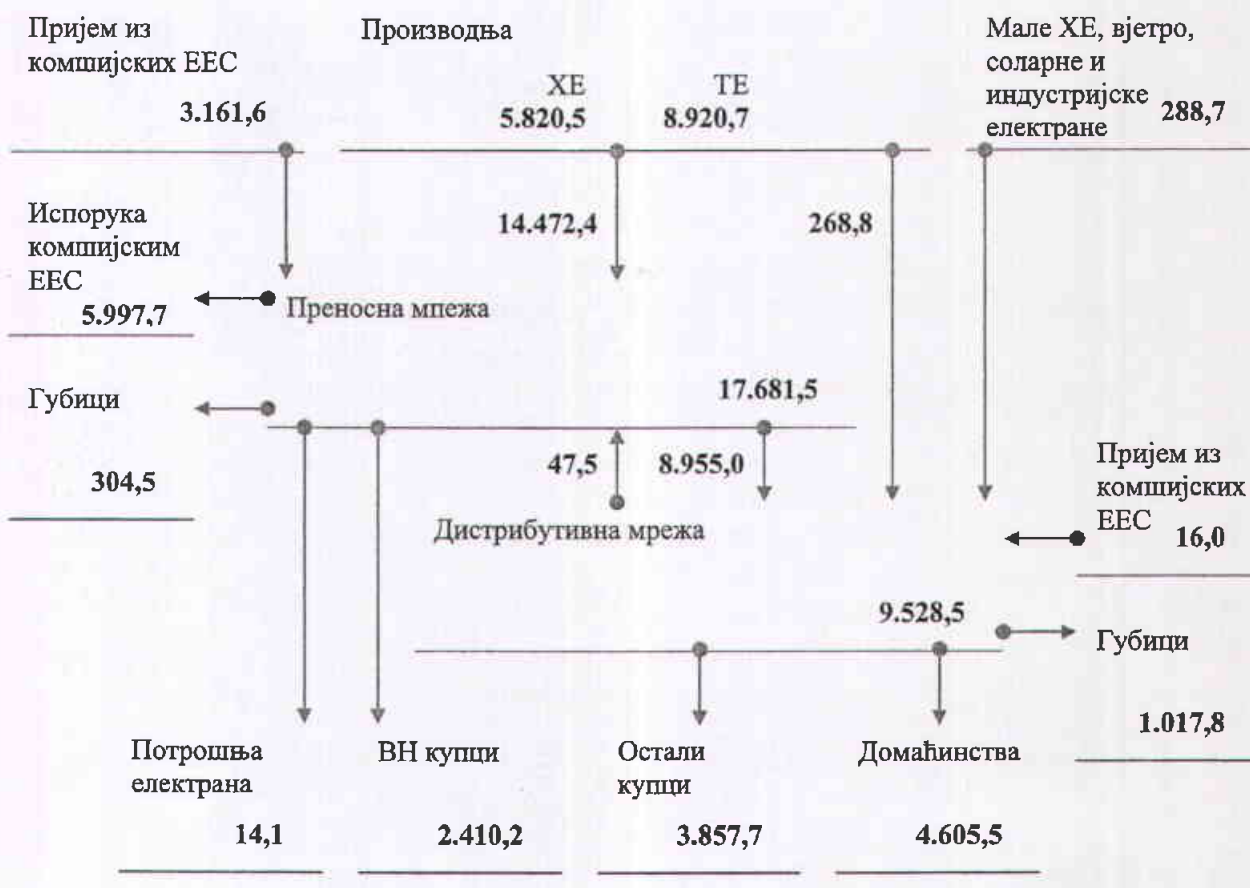 Пријем из
комшијских ЕЕС
3.161,6
Производња
ХЕ
5.820,5
ТЕ
8.920,7
Мале ХЕ, вјетро,
соларне и
индустријске
електране
288,7
14.472,4
268,8
Испорука
комшијским
ЕЕС
5.997,7
Преносна мпежа
Губици
304,5
17.681,5
47,5
8.955,0
Дистрибутивна мрежа
Пријем из
комшијских
ЕЕС
16,0
9.528,5
Губици
1.017,8
Потрошња
електрана
14,1
ВН купци
2.410,2
Остали
купци
3.857,7
Домаћинства
4.605,5